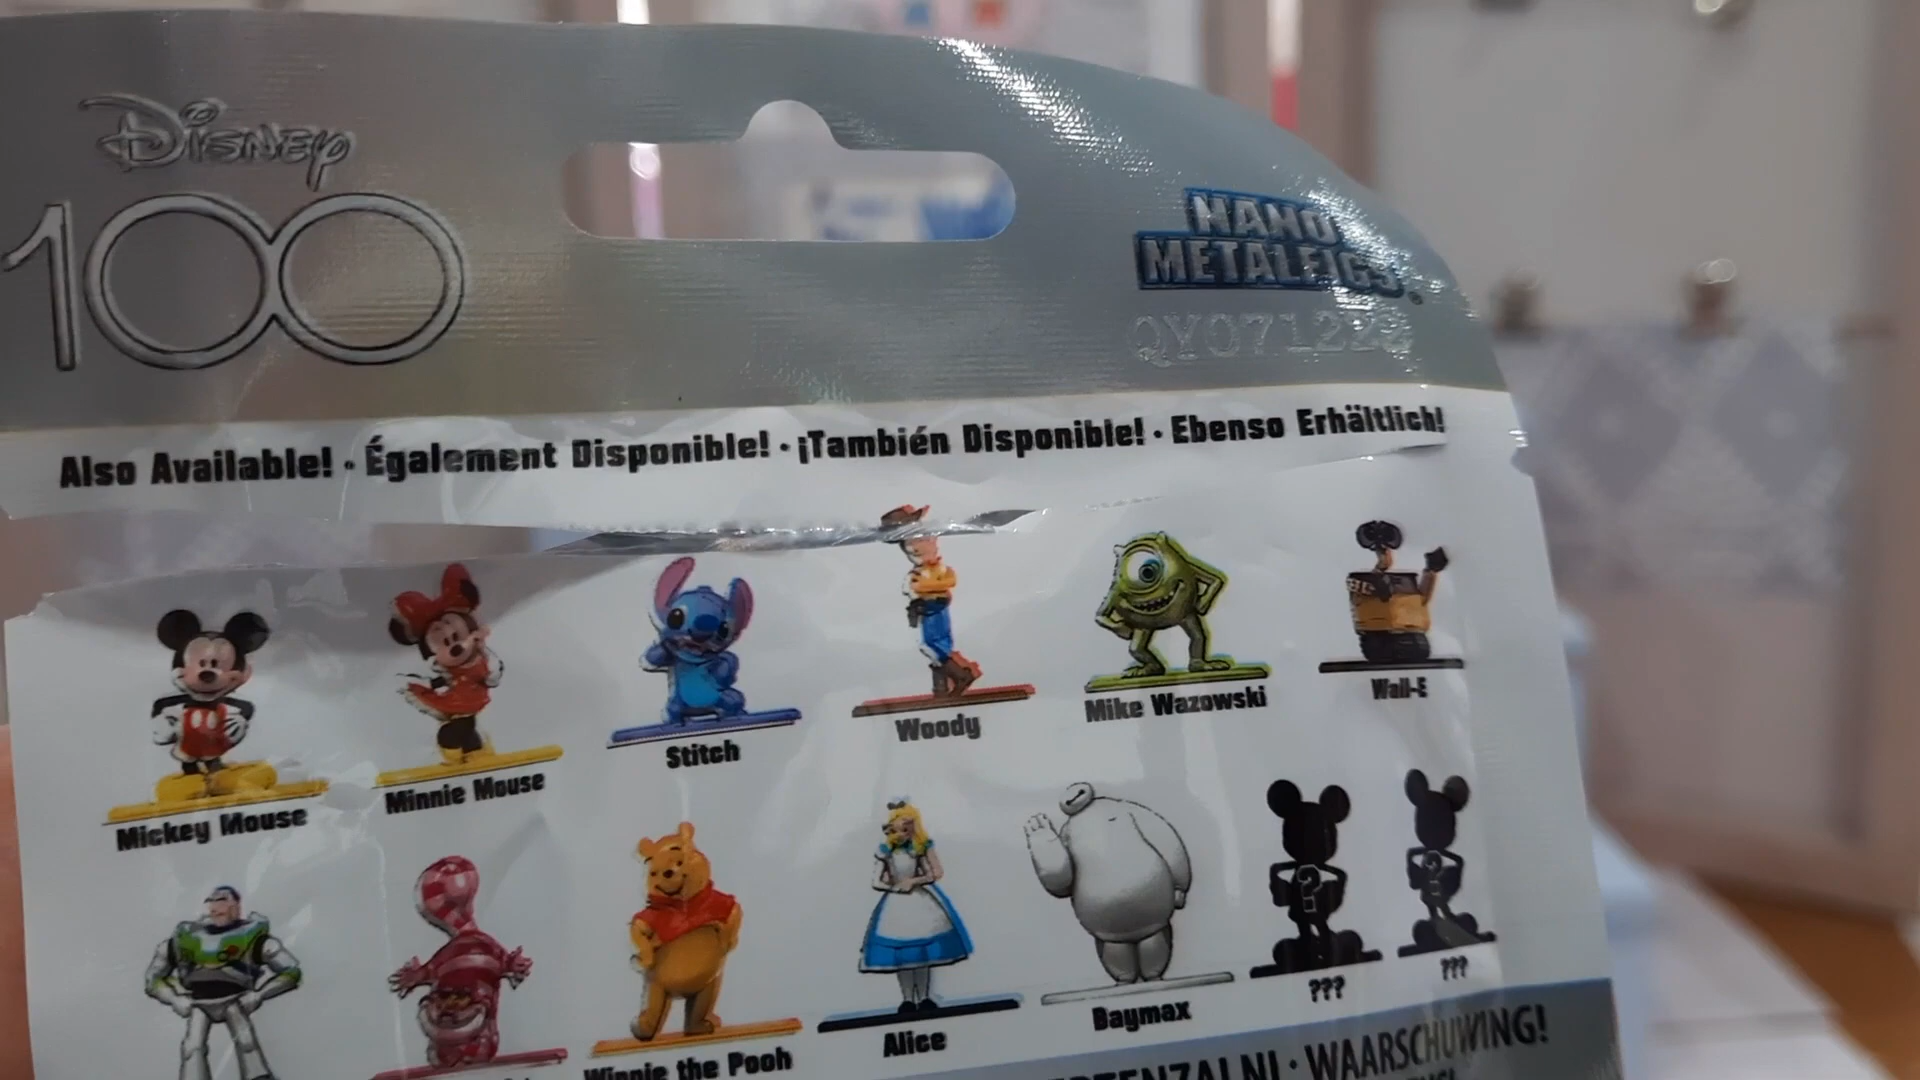 Disney
100
NANO
METALFIGS®
QY071223
Also Available! · Également Disponible! · ¡También Disponible! · Ebenso Erhältlich!
Mickey Mouse
Minnie Mouse
Stitch
Woody
Mike Wazowski
Wall-E
Winnie the Pooh
Alice
Baymax
???
???
WAARSCHUWING!